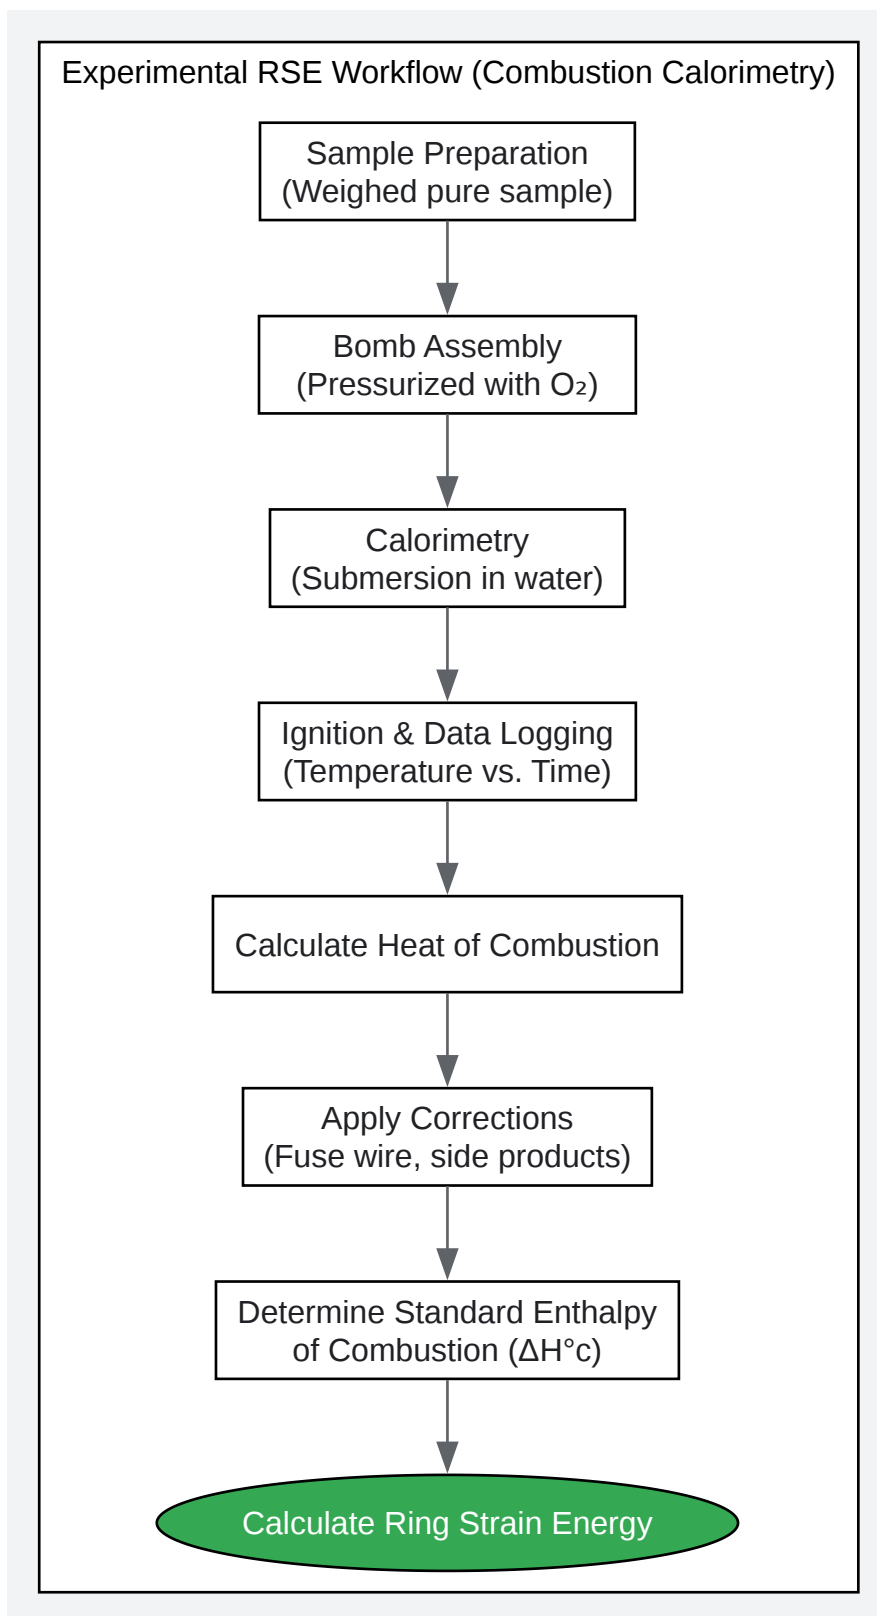 Experimental RSE Workflow (Combustion Calorimetry)
Sample Preparation
(Weighed pure sample)
Bomb Assembly
(Pressurized with O₂)
Calorimetry
(Submersion in water)
Ignition & Data Logging
(Temperature vs. Time)
Calculate Heat of Combustion
Apply Corrections
(Fuse wire, side products)
Determine Standard Enthalpy
of Combustion (ΔH°c)
Calculate Ring Strain Energy